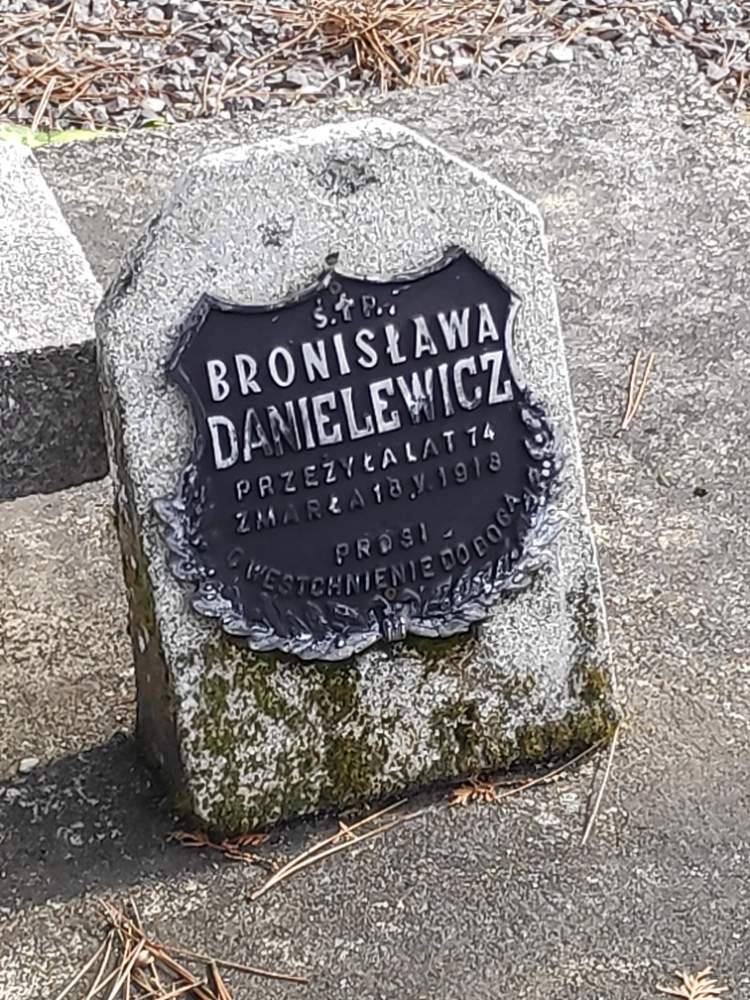 Ś.✝P.
BRONISŁAWA
DANIELEWICZ
PRZEŻYŁA LAT 74
ZMARŁA 18.V.1918
PROSI
O WESTCHNIENIE DO BOGA